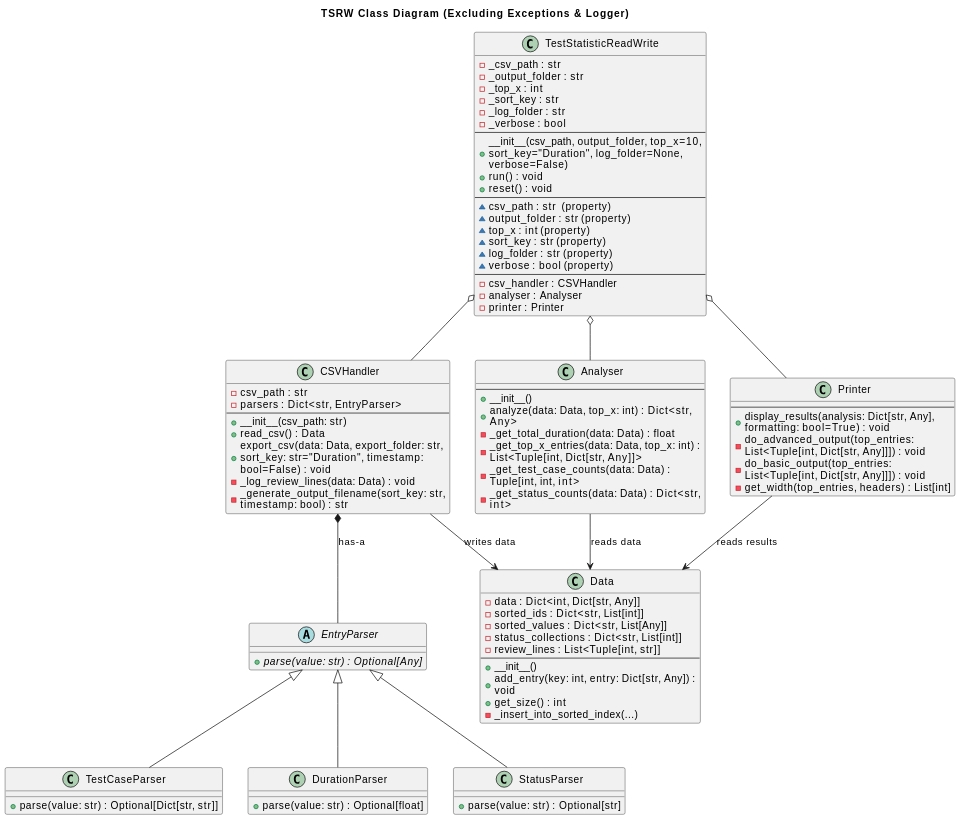 TSRW Class Diagram (Excluding Exceptions & Logger)
C TestStatisticReadWrite
_csv_path : str
_output_folder : str
_top_x : int
_sort_key : str
_log_folder : str
_verbose : bool
__init__(csv_path, output_folder, top_x=10,
sort_key="Duration", log_folder=None,
verbose=False)
run() : void
reset() : void
csv_path : str (property)
output_folder : str (property)
top_x : int (property)
sort_key : str (property)
log_folder : str (property)
verbose : bool (property)
csv_handler : CSVHandler
analyser : Analyser
printer : Printer
C CSVHandler
csv_path : str
parsers : Dict<str, EntryParser>
__init__(csv_path: str)
read_csv() : Data
export_csv(data: Data, export_folder: str,
sort_key: str="Duration", timestamp:
bool=False) : void
_log_review_lines(data: Data) : void
_generate_output_filename(sort_key: str,
timestamp: bool) : str
C Analyser
__init__()
analyze(data: Data, top_x: int) : Dict<str,
Any>
_get_total_duration(data: Data) : float
_get_top_x_entries(data: Data, top_x: int) :
List<Tuple[int, Dict[str, Any]]>
_get_test_case_counts(data: Data) :
Tuple[int, int, int]
_get_status_counts(data: Data) : Dict<str,
int>
C Printer
display_results(analysis: Dict[str, Any],
formatting: bool=True) : void
do_advanced_output(top_entries:
List<Tuple[int, Dict[str, Any]]]) : void
do_basic_output(top_entries:
List<Tuple[int, Dict[str, Any]]]) : void
get_width(top_entries, headers) : List[int]
has-a
writes data
reads data
reads results
C Data
data : Dict<int, Dict[str, Any]]
sorted_ids : Dict<str, List[int]]
sorted_values : Dict<str, List[Any]]
status_collections : Dict<str, List[int]]
review_lines : List<Tuple[int, str]]
__init__()
add_entry(key: int, entry: Dict[str, Any]) :
void
get_size() : int
_insert_into_sorted_index(...)
A EntryParser
parse(value: str) : Optional[Any]
C TestCaseParser
parse(value: str) : Optional[Dict[str, str]]
C DurationParser
parse(value: str) : Optional[float]
C StatusParser
parse(value: str) : Optional[str]